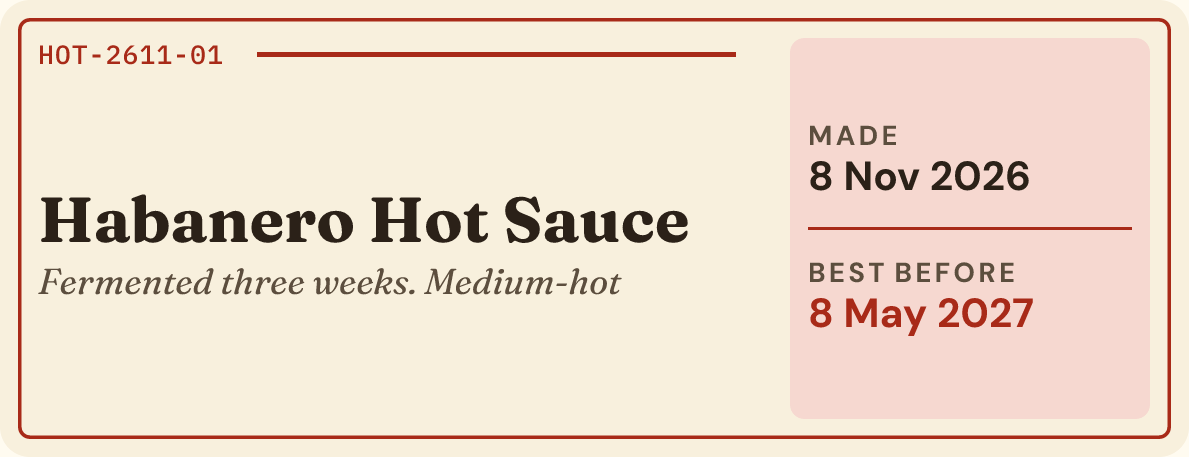 HOT-2611-01
Habanero Hot Sauce
Fermented three weeks. Medium-hot
MADE
8 Nov 2026
BEST BEFORE
8 May 2027